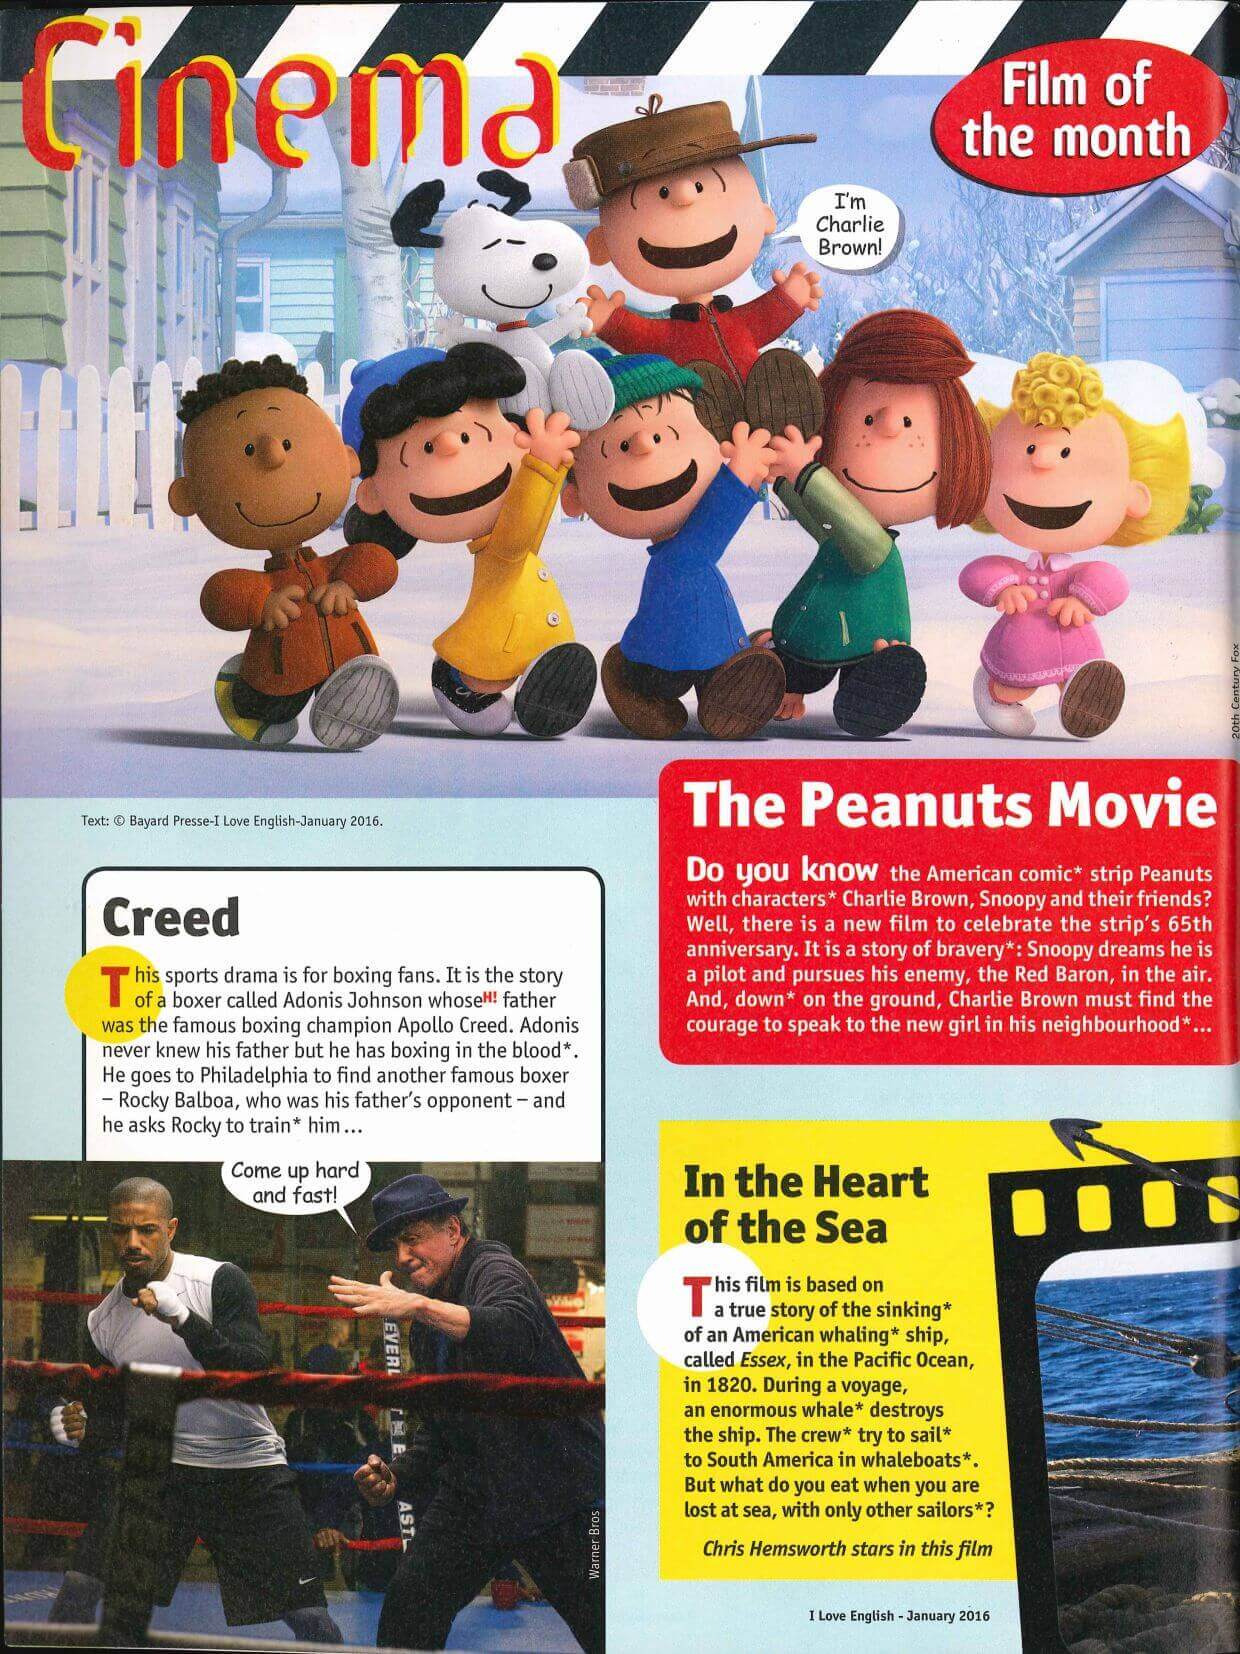 Cinema
Film of
the month
I'm
Charlie
Brown!
20th Century Fox
Text: © Bayard Presse-I Love English-January 2016.
The Peanuts Movie
Do you know the American comic* strip Peanuts
with characters* Charlie Brown, Snoopy and their friends?
Well, there is a new film to celebrate the strip's 65th
anniversary. It is a story of bravery*: Snoopy dreams he is
a pilot and pursues his enemy, the Red Baron, in the air.
And, down* on the ground, Charlie Brown must find the
courage to speak to the new girl in his neighbourhood*...
Creed
This sports drama is for boxing fans. It is the story
of a boxer called Adonis Johnson whoseH! father
was the famous boxing champion Apollo Creed. Adonis
never knew his father but he has boxing in the blood*.
He goes to Philadelphia to find another famous boxer
– Rocky Balboa, who was his father's opponent – and
he asks Rocky to train* him...
Come up hard
and fast!
EVERL
EAST
Warner Bros
In the Heart
of the Sea
This film is based on
a true story of the sinking*
of an American whaling* ship,
called Essex, in the Pacific Ocean,
in 1820. During a voyage,
an enormous whale* destroys
the ship. The crew* try to sail*
to South America in whaleboats*.
But what do you eat when you are
lost at sea, with only other sailors*?
Chris Hemsworth stars in this film
I Love English - January 2016